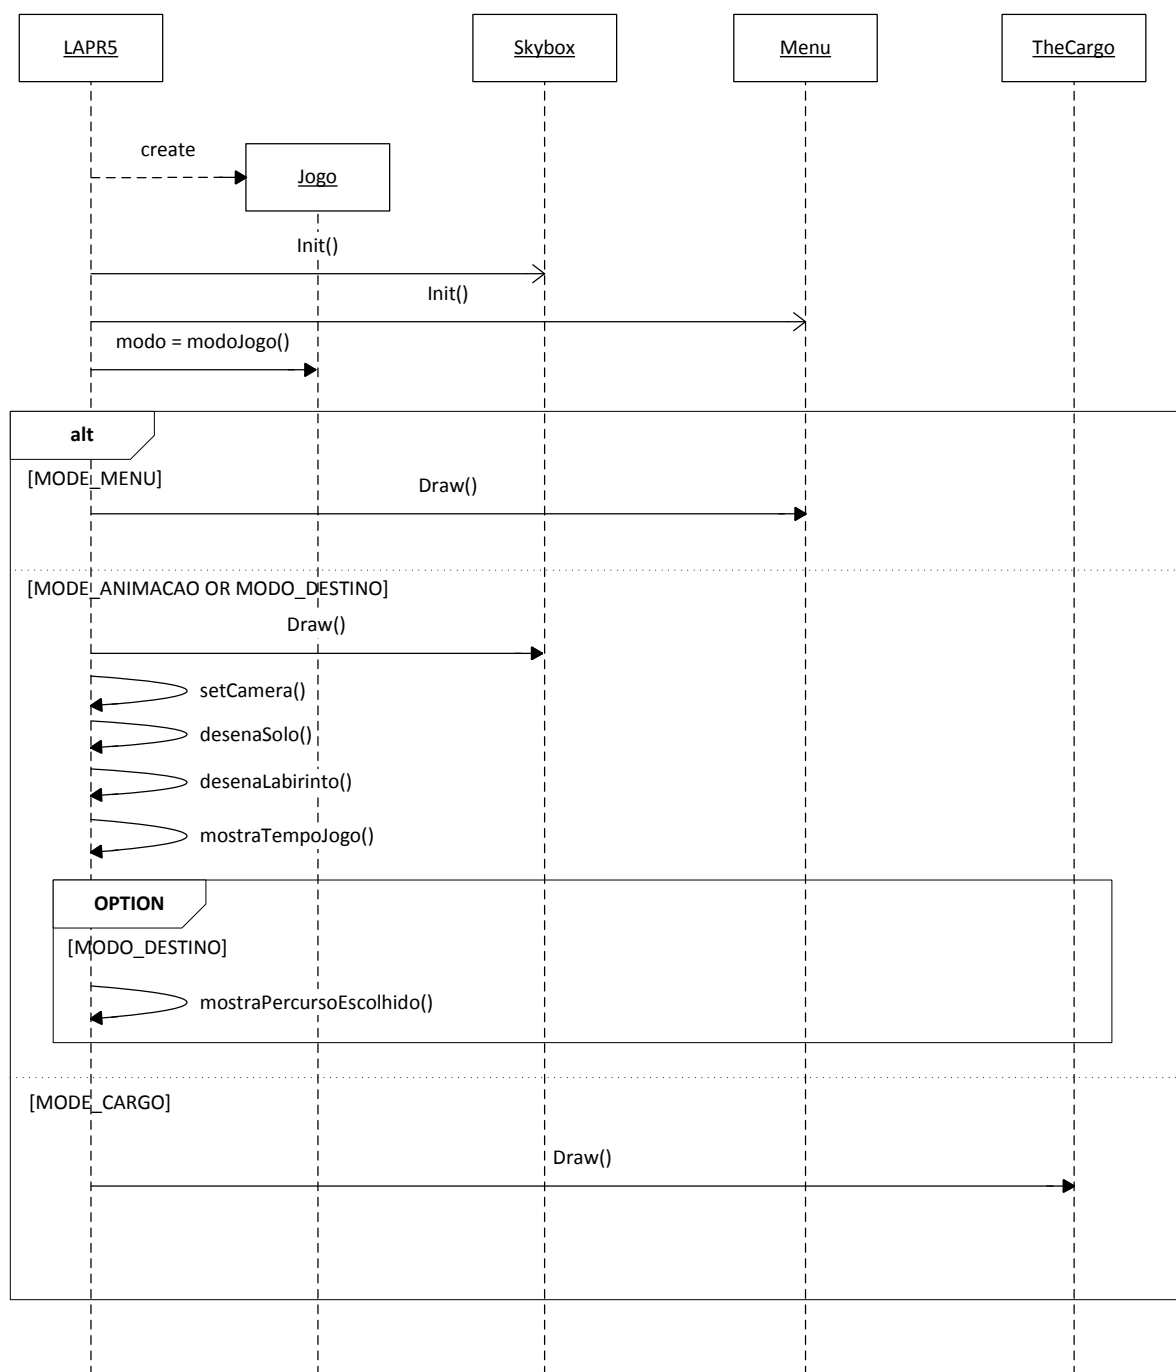 LAPR5
Skybox
Menu
TheCargo
create
Jogo
Init()
Init()
modo = modoJogo()
alt
[MODE_MENU]
Draw()
[MODE_ANIMACAO OR MODO_DESTINO]
Draw()
setCamera()
desenaSolo()
desenaLabirinto()
mostraTempoJogo()
OPTION
[MODO_DESTINO]
mostraPercursoEscolhido()
[MODE_CARGO]
Draw()